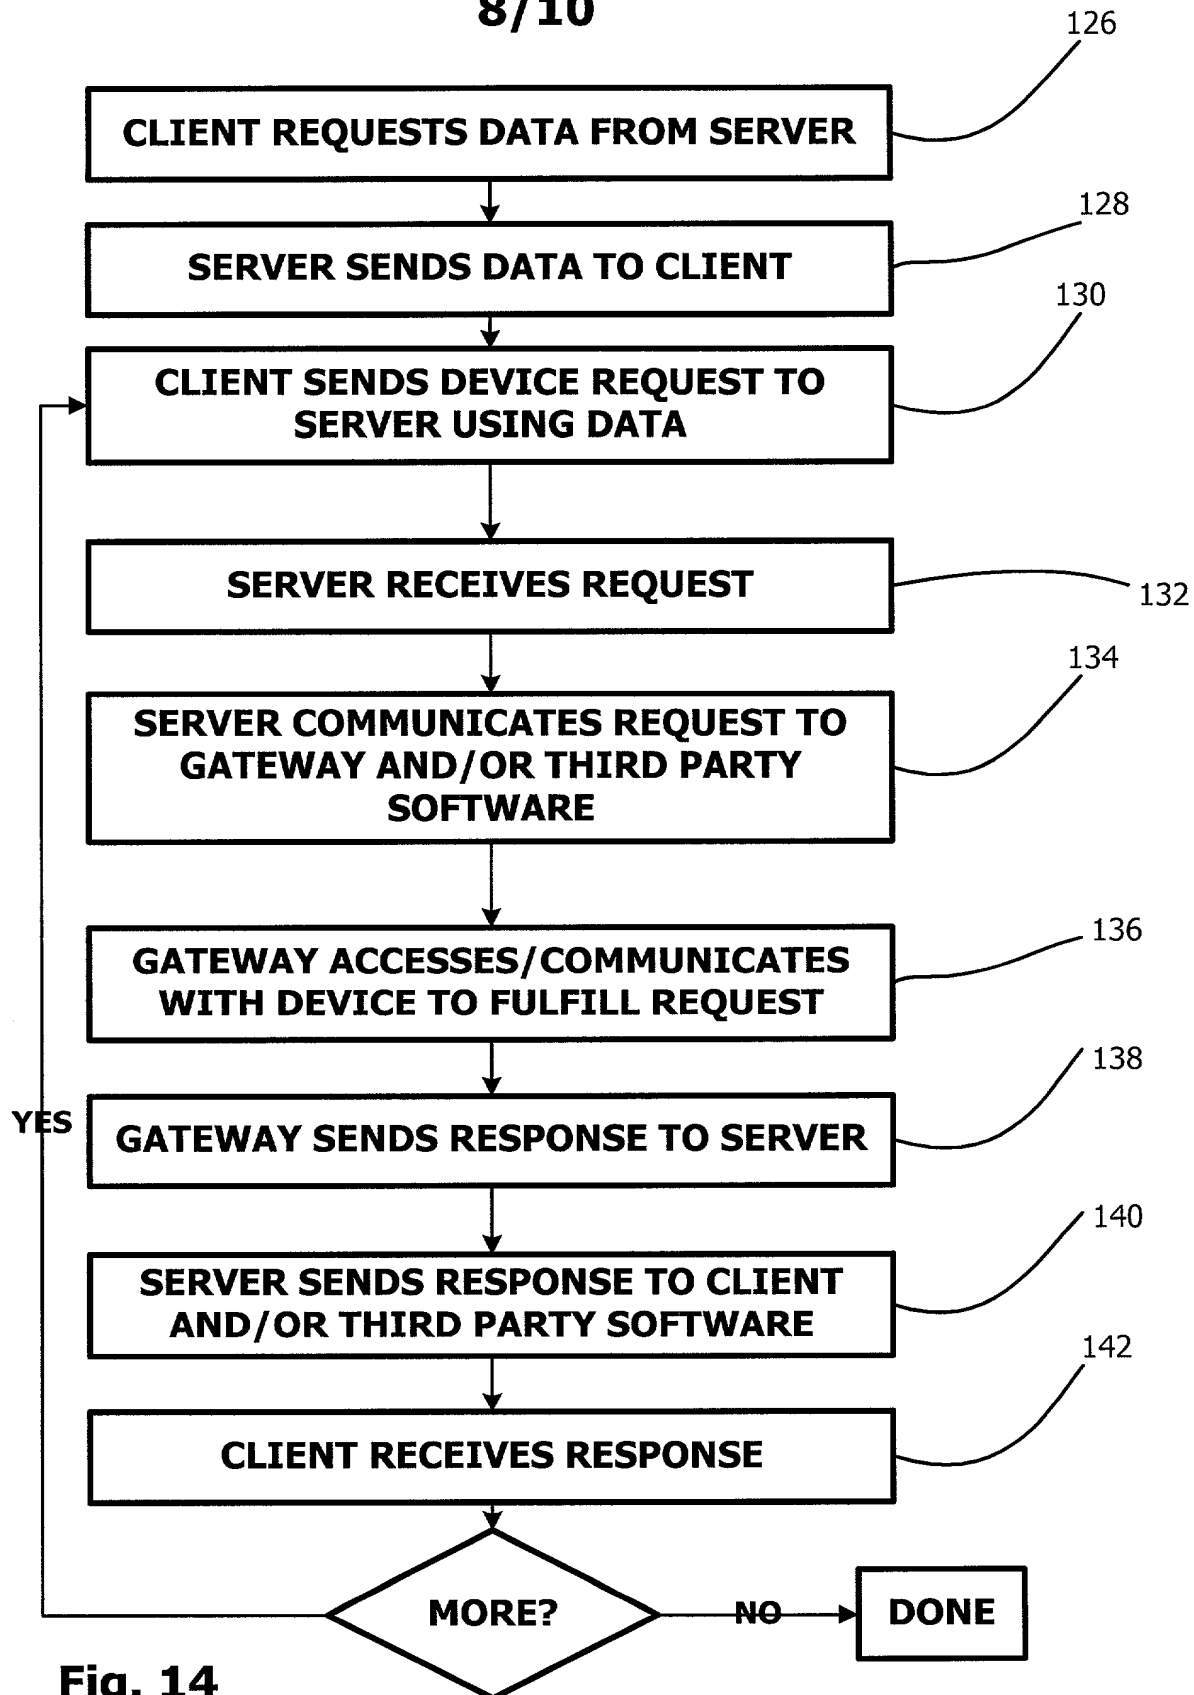 8/10
126
CLIENT REQUESTS DATA FROM SERVER
128
SERVER SENDS DATA TO CLIENT
130
CLIENT SENDS DEVICE REQUEST TO
SERVER USING DATA
SERVER RECEIVES REQUEST
132
134
SERVER COMMUNICATES REQUEST TO
GATEWAY AND/OR THIRD PARTY
SOFTWARE
136
GATEWAY ACCESSES/COMMUNICATES
WITH DEVICE TO FULFILL REQUEST
138
YES
GATEWAY SENDS RESPONSE TO SERVER
140
SERVER SENDS RESPONSE TO CLIENT
AND/OR THIRD PARTY SOFTWARE
142
CLIENT RECEIVES RESPONSE
MORE?
NO
DONE
Fig. 14